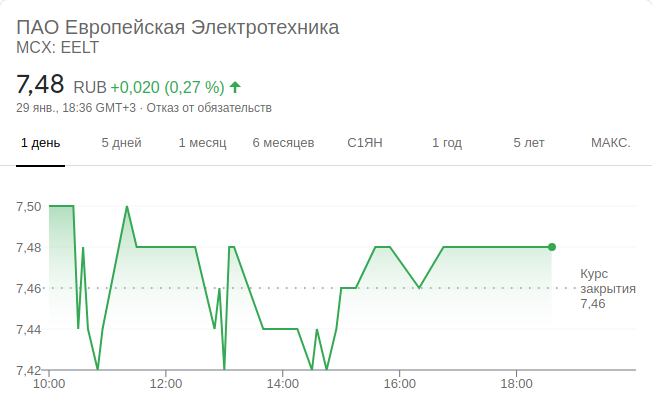 ПАО Европейская Электротехника
MCX: EELT
7,48 RUB +0,020 (0,27 %)
29 янв., 18:36 GMT+3 · Отказ от обязательств
1 день 5 дней 1 месяц 6 месяцев С1ЯН 1 год 5 лет МАКС.
7,50
7,48
7,46
7,44
7,42
Курс
закрытия
7,46
10:00 12:00 14:00 16:00 18:00